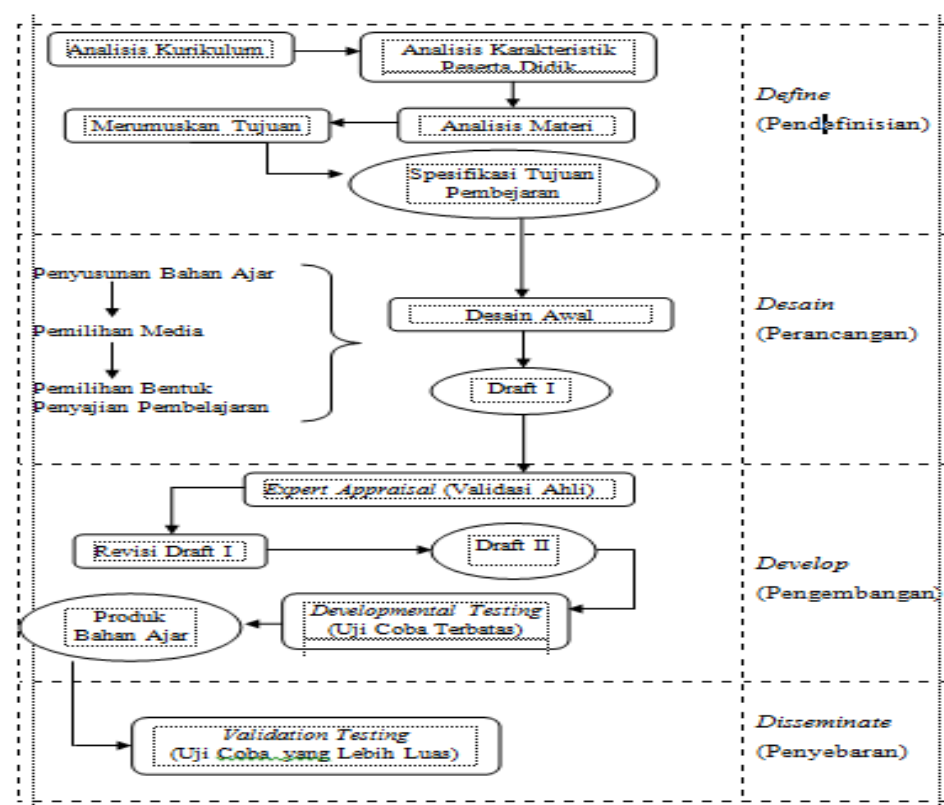 Analisis Kurikulum
Analisis Karakteristik
Peserta Didik
Merumuskan Tujuan
Analisis Materi
Spesifikasi Tujuan
Pembejaran
Define
(Pendefinisian)
Penyusunan Bahan Ajar
Pemilihan Media
Pemilihan Bentuk
Penyajian Pembelajaran
Desain Awal
Draft I
Desain
(Perancangan)
Expert Appraisal (Validasi Ahli)
Revisi Draft I
Draft II
Developmental Testing
(Uji Coba Terbatas)
Produk
Bahan Ajar
Develop
(Pengembangan)
Validation Testing
(Uji Coba yang Lebih Luas)
Disseminate
(Penyebaran)